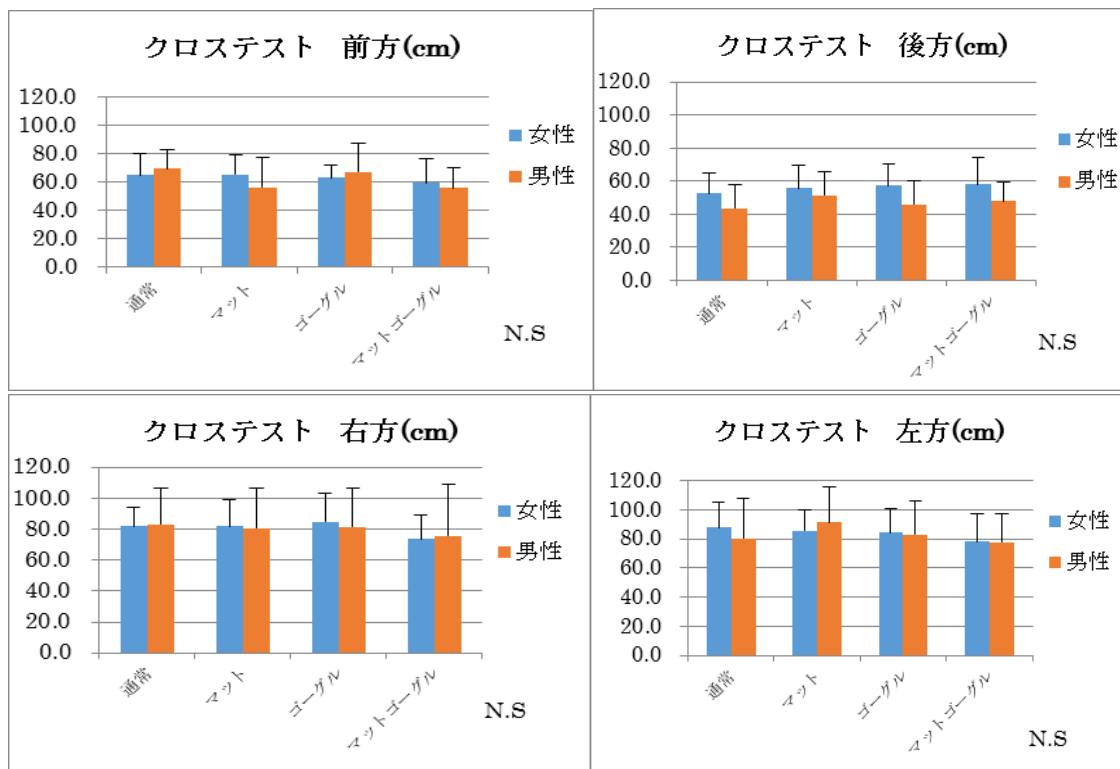 クロステスト 前方(cm)
120.0
100.0
80.0
60.0
40.0
20.0
0.0
女性
男性
通常
マット
ゴーグル
マットゴーグル
N.S
クロステスト 後方(cm)
120.0
100.0
80.0
60.0
40.0
20.0
0.0
女性
男性
通常
マット
ゴーグル
マットゴーグル
N.S
クロステスト 右方(cm)
120.0
100.0
80.0
60.0
40.0
20.0
0.0
女性
男性
通常
マット
ゴーグル
マットゴーグル
N.S
クロステスト 左方(cm)
120.0
100.0
80.0
60.0
40.0
20.0
0.0
女性
男性
通常
マット
ゴーグル
マットゴーグル
N.S